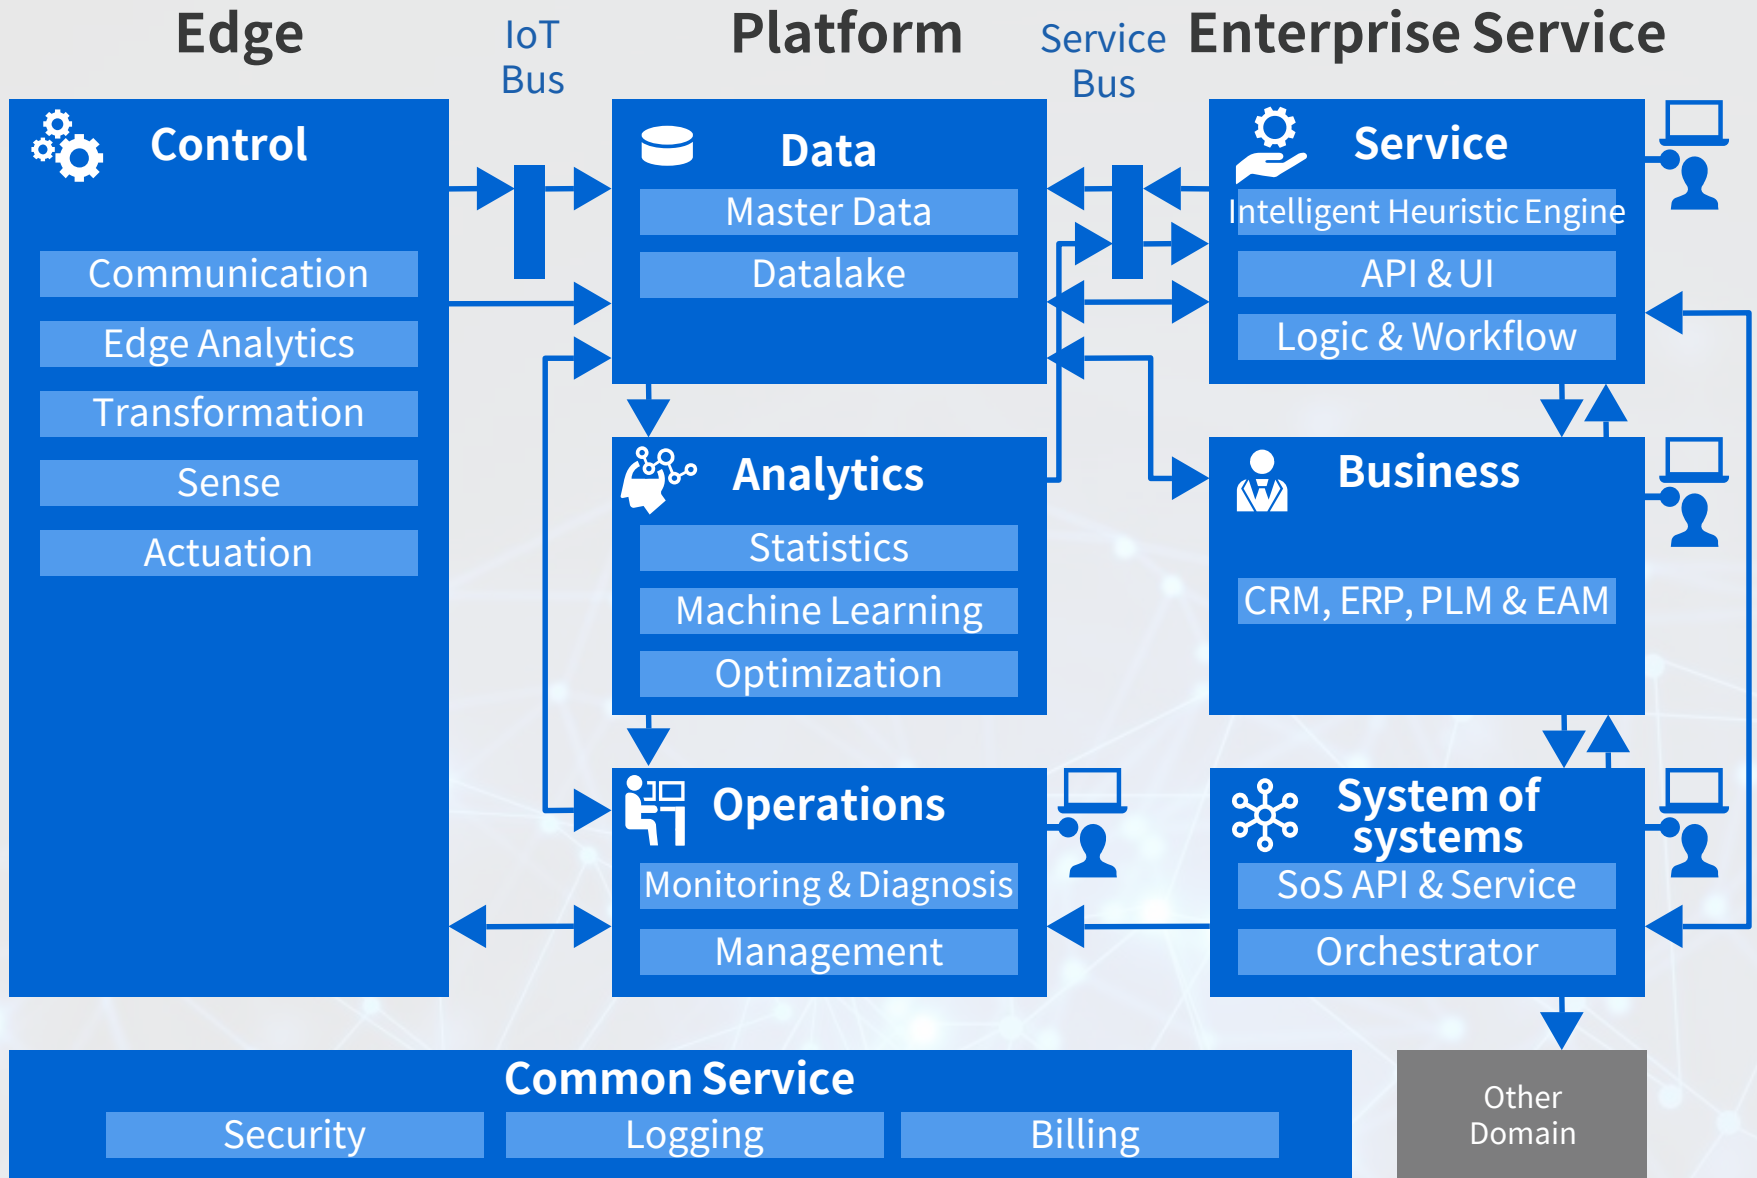 Edge
IoT
Bus
Platform
Service
Bus
Enterprise Service
Control
Communication
Edge Analytics
Transformation
Sense
Actuation
Data
Master Data
Datalake
Analytics
Statistics
Machine Learning
Optimization
Operations
Monitoring & Diagnosis
Management
Service
Intelligent Heuristic Engine
API & UI
Logic & Workflow
Business
CRM, ERP, PLM & EAM
System of
systems
SoS API & Service
Orchestrator
Common Service
Security
Logging
Billing
Other
Domain